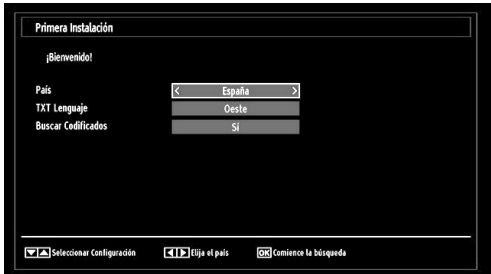 Primera Instalación
¡Bienvenido!
País < España >
TXT Lenguaje Oeste
Buscar Codificados Sí
Seleccionar Configuración Elija el país OK Comience la búsqueda